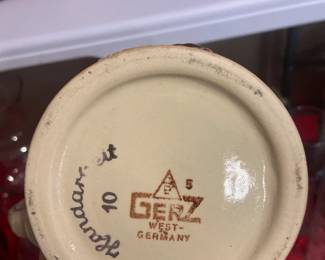 Handarbeit
10
5
GERZ
WEST-
GERMANY